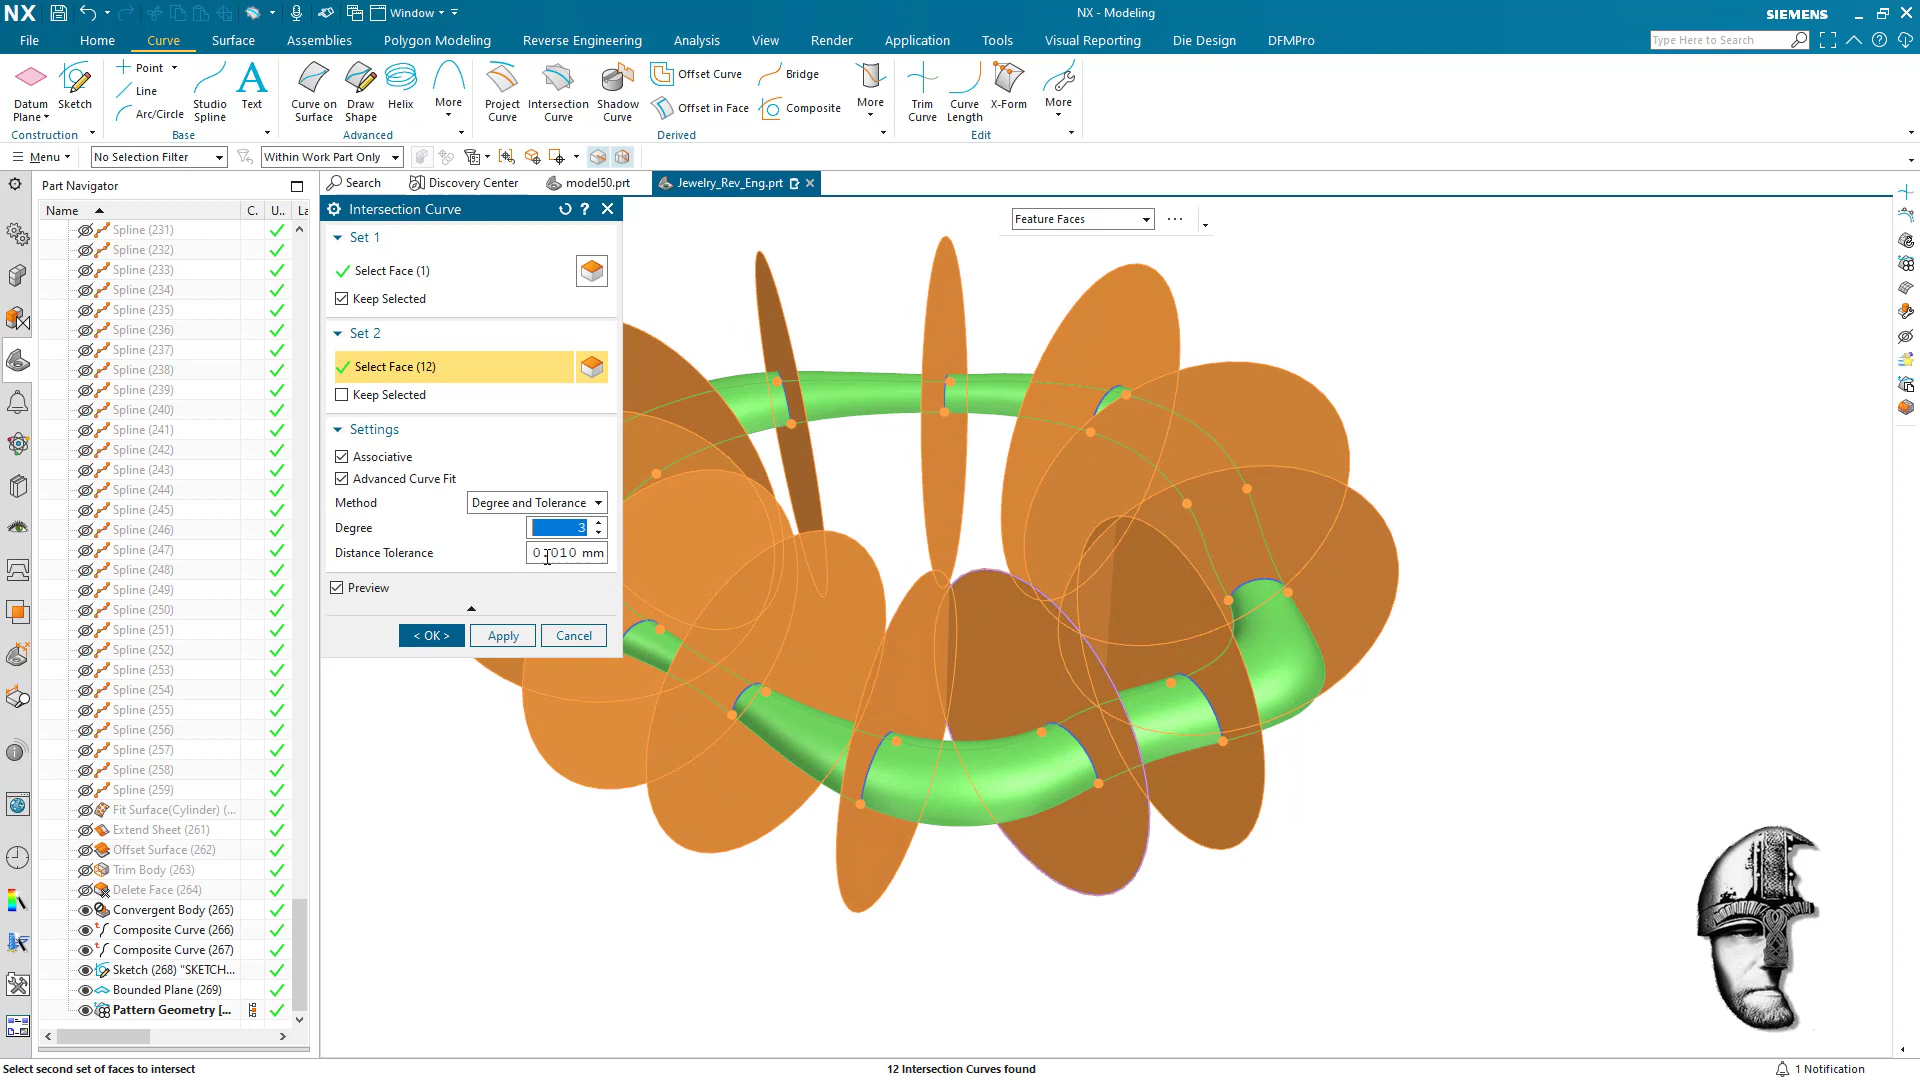 NX
Window
NX - Modeling
SIEMENS
File
Home
Curve
Surface
Assemblies
Polygon Modeling
Reverse Engineering
Analysis
View
Render
Application
Tools
Visual Reporting
Die Design
DFMPro
Type Here to Search
Datum Plane
Sketch
Construction
Point
Line
Arc/Circle
Studio Spline
Text
Base
Curve on Surface
Draw Shape
Helix
More
Advanced
Project Curve
Intersection Curve
Shadow Curve
Offset Curve
Offset in Face
Bridge
Composite
More
Derived
Trim Curve
Curve Length
X-Form
More
Edit
Menu
No Selection Filter
Within Work Part Only
Part Navigator
Search
Discovery Center
model50.prt
Jewelry_Rev_Eng.prt
Name
C.
U..
La
Spline (231)
Spline (232)
Spline (233)
Spline (234)
Spline (235)
Spline (236)
Spline (237)
Spline (238)
Spline (239)
Spline (240)
Spline (241)
Spline (242)
Spline (243)
Spline (244)
Spline (245)
Spline (246)
Spline (247)
Spline (248)
Spline (249)
Spline (250)
Spline (251)
Spline (252)
Spline (253)
Spline (254)
Spline (255)
Spline (256)
Spline (257)
Spline (258)
Spline (259)
Fit Surface(Cylinder) (...
Extend Sheet (261)
Offset Surface (262)
Trim Body (263)
Delete Face (264)
Convergent Body (265)
Composite Curve (266)
Composite Curve (267)
Sketch (268) "SKETCH...
Bounded Plane (269)
Pattern Geometry [...
Intersection Curve
Set 1
Select Face (1)
Keep Selected
Set 2
Select Face (12)
Keep Selected
Settings
Associative
Advanced Curve Fit
Method
Degree and Tolerance
Degree
3
Distance Tolerance
0.010 mm
Preview
< OK >
Apply
Cancel
Feature Faces
Select second set of faces to intersect
12 Intersection Curves found
1 Notification